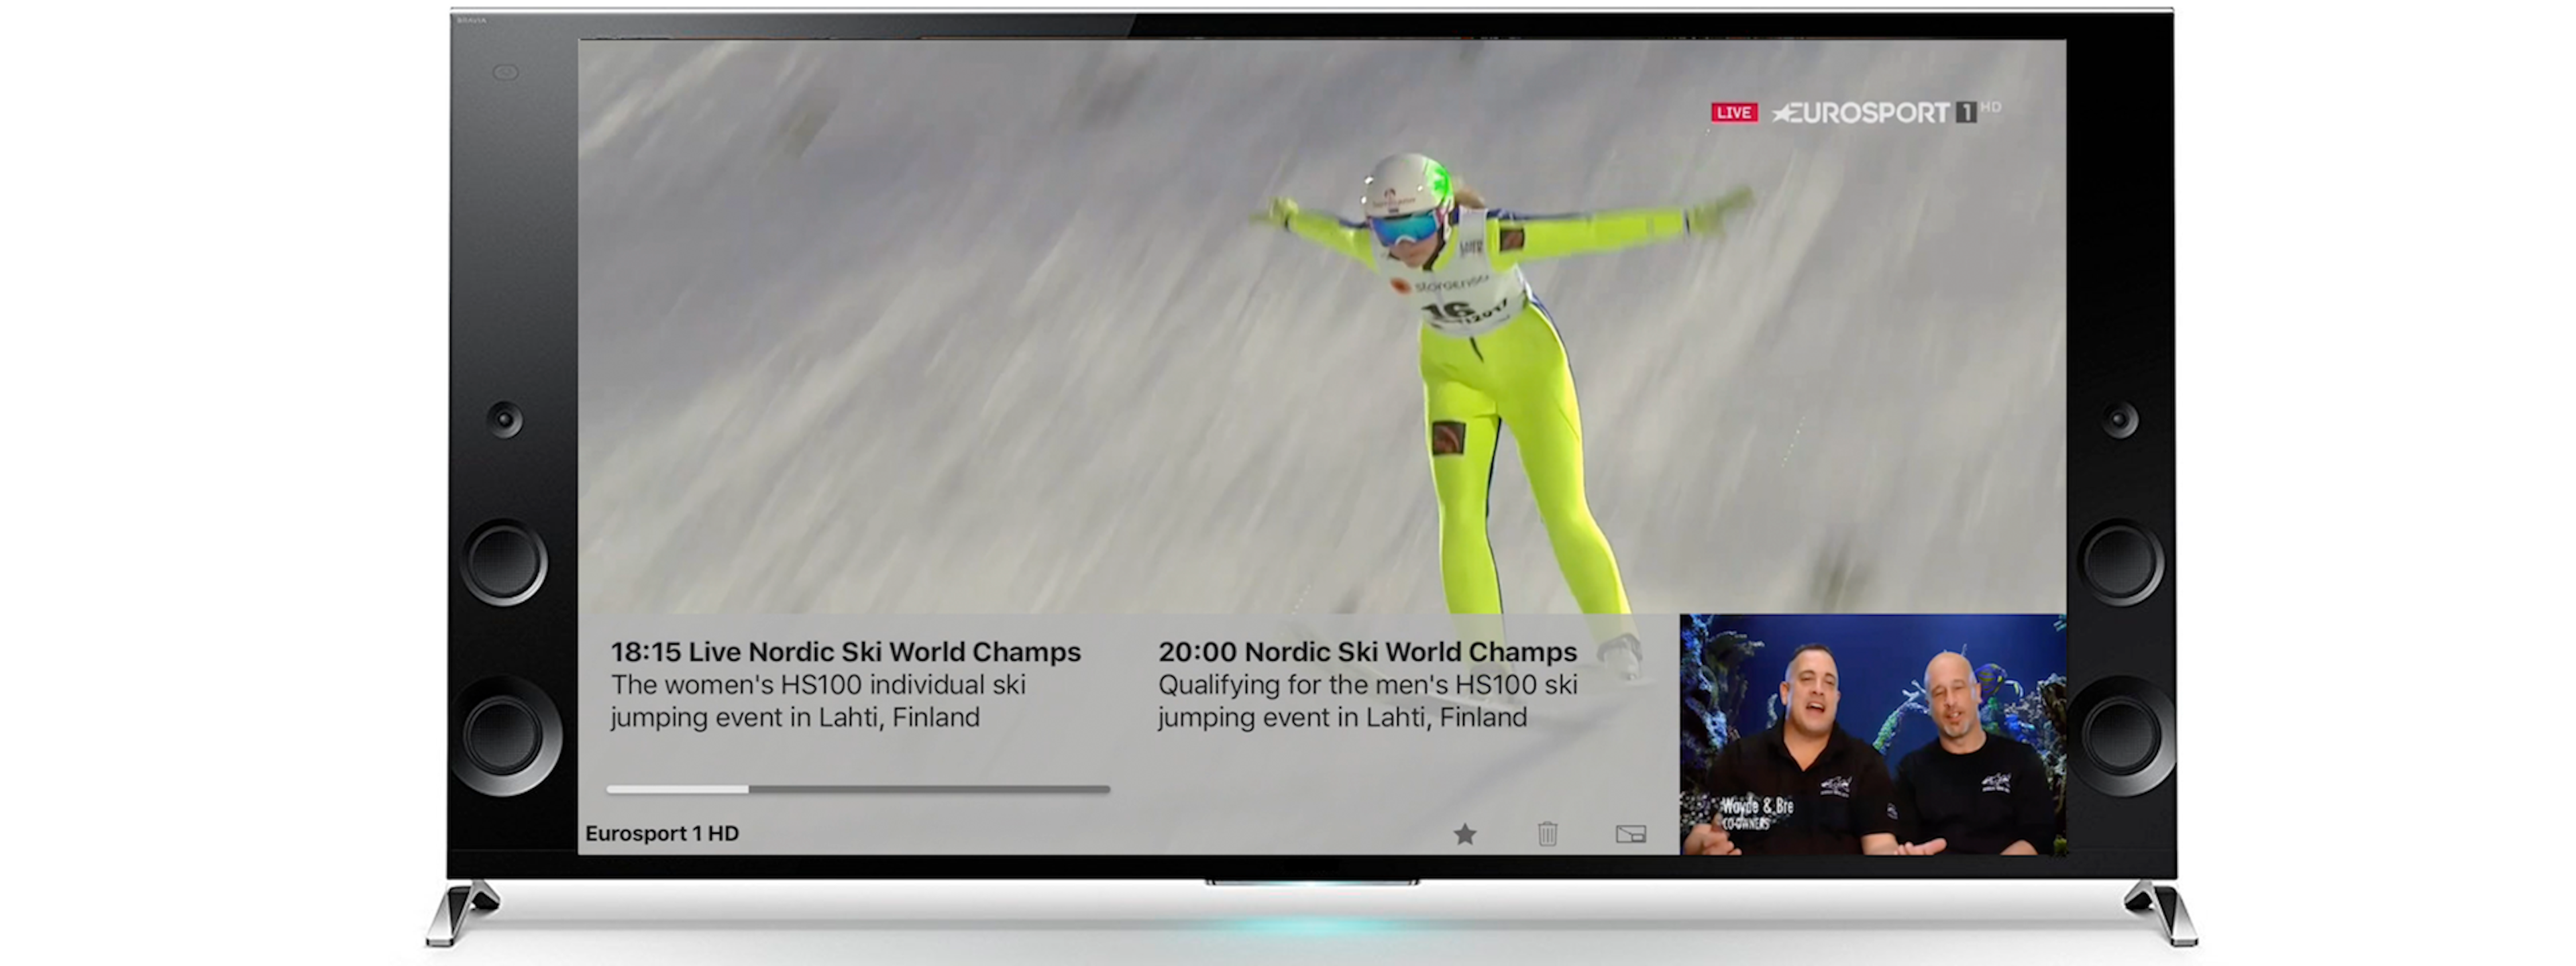 BRAVIA
LIVE EUROSPORT 1 HD
16
18:15 Live Nordic Ski World Champs
The women's HS100 individual ski
jumping event in Lahti, Finland
20:00 Nordic Ski World Champs
Qualifying for the men's HS100 ski
jumping event in Lahti, Finland
Eurosport 1 HD
Wayde & Bre
CO-OWNERS